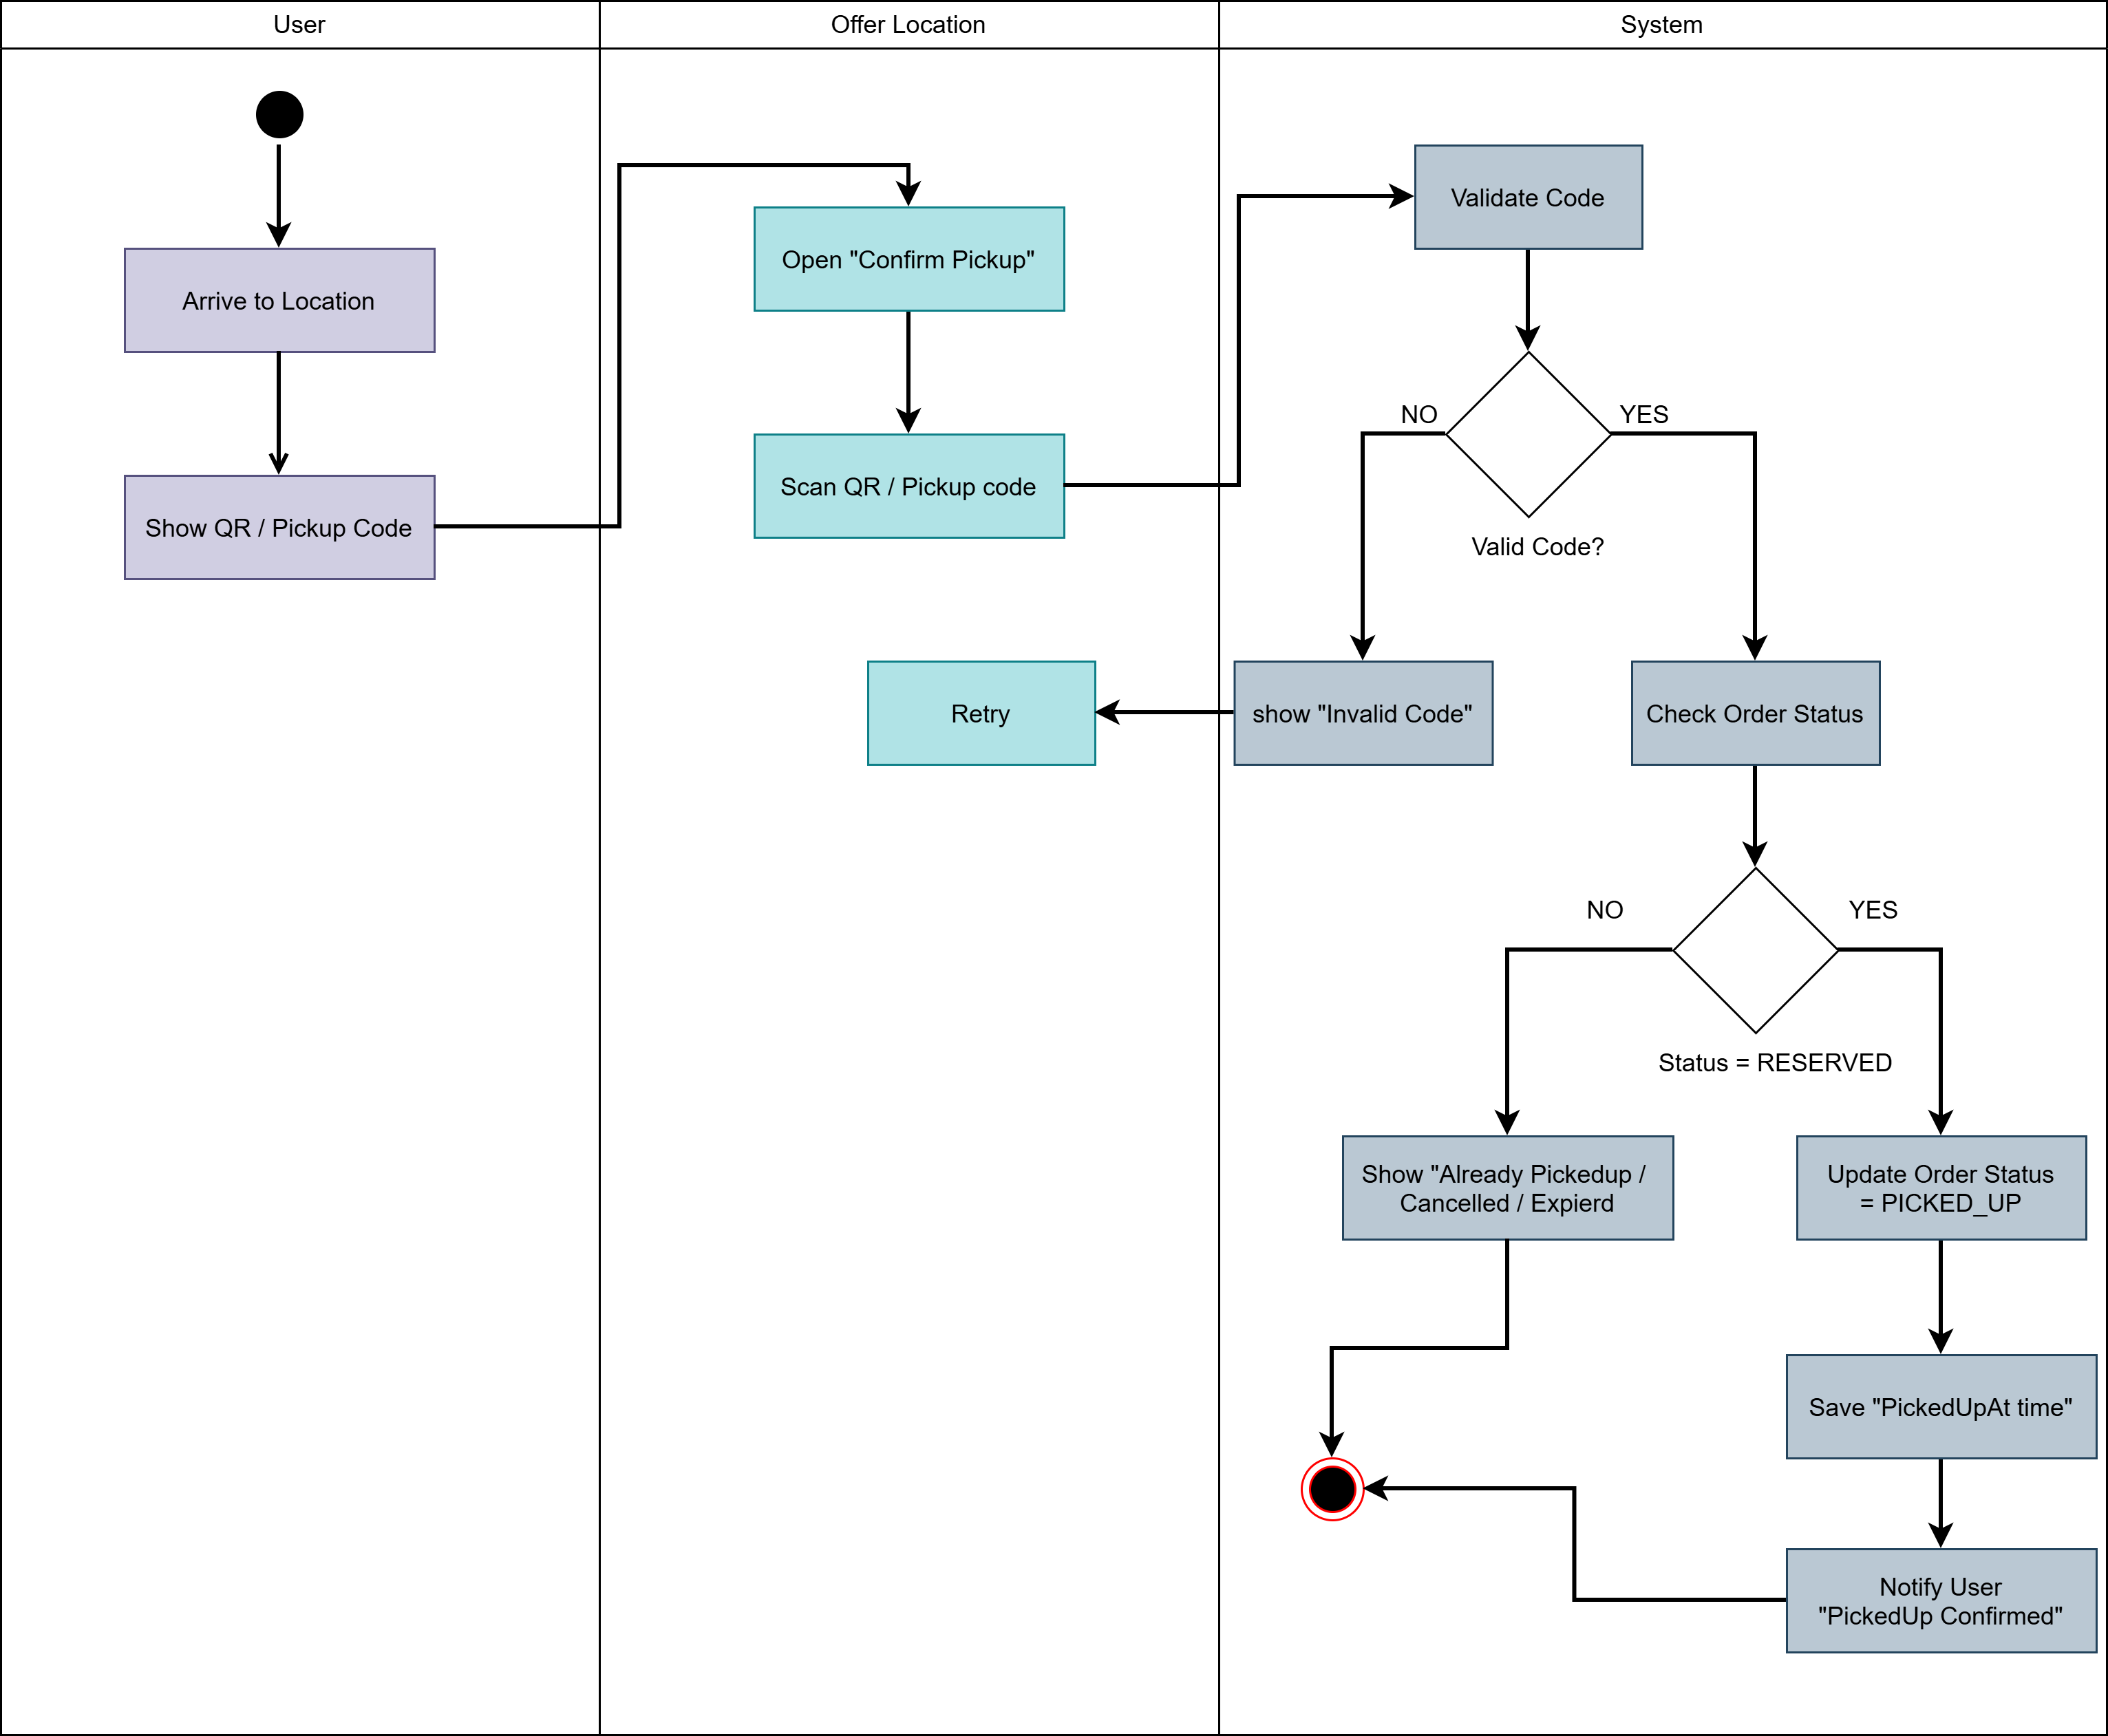 User
Offer Location
System
Arrive to Location
Show QR / Pickup Code
Open "Confirm Pickup"
Scan QR / Pickup code
Validate Code
NO
YES
Valid Code?
Retry
show "Invalid Code"
Check Order Status
NO
YES
Status = RESERVED
Show "Already Pickedup /
Cancelled / Expierd
Update Order Status
= PICKED_UP
Save "PickedUpAt time"
Notify User
"PickedUp Confirmed"